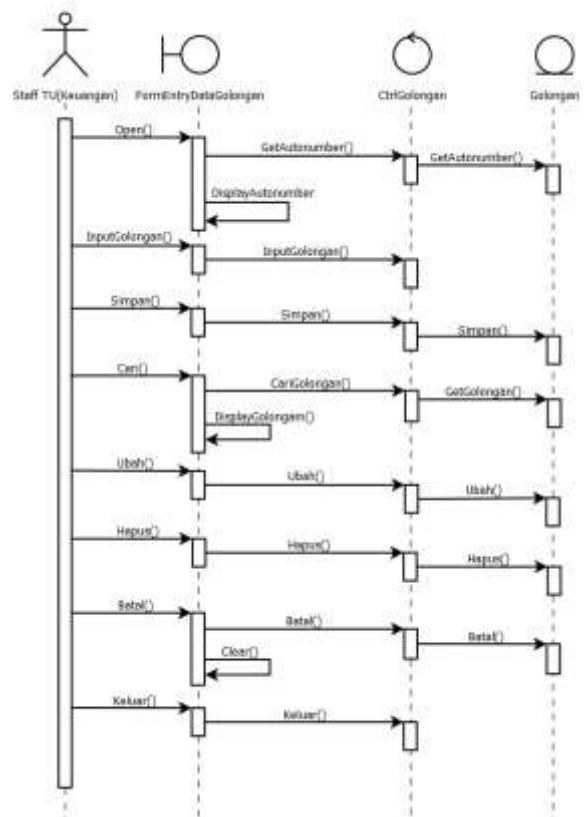 Staff TU(Keuangan)
FormEntryDataGolongan
CtrlGolongan
Golongan
Open()
GetAutonumber()
GetAutonumber()
DisplayAutonumber
InputGolongan()
InputGolongan()
Simpan()
Simpan()
Simpan()
Cari()
CariGolongan()
GetGolongan()
DisplayGolongam()
Ubah()
Ubah()
Ubah()
Hapus()
Hapus()
Hapus()
Batal()
Batal()
Batal()
Clear()
Keluar()
Keluar()